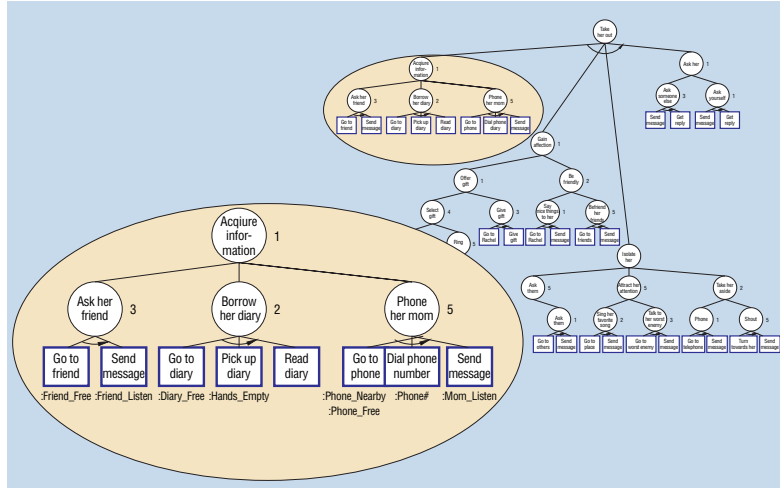 Take
her out
Acqiure
infor-
mation
1
Ask her
friend
3
Borrow
her diary
2
Phone
her mom
5
Go to
friend
Send
message
Go to
diary
Pick up
diary
Read
diary
Go to
phone
Dial phone
diary
Send
message
Ask her
1
Ask
someone
else
3
Ask
yourself
1
Send
message
Get
reply
Send
message
Get
reply
Gain
affection
1
Offer
gift
1
Be
friendly
2
Select
gift
4
Give
gift
3
Say
nice things
to her
1
Befriend
her
friends
5
Ring
5
Go to
Rachel
Give
gift
Go to
Rachel
Send
message
Go to
friends
Send
message
Isolate
her
Ask
them
5
Attract her
attention
5
Take her
aside
2
Ask
them
1
Sing her
favorite
song
2
Talk to
her worst
enemy
3
Phone
1
Shout
5
Go to
others
Send
message
Go to
place
Send
message
Go to
worst enemy
Send
message
Go to
telephone
Send
message
Turn
towards her
Send
message
Acqiure
infor-
mation
1
Ask her
friend
3
Borrow
her diary
2
Phone
her mom
5
Go to
friend
Send
message
Go to
diary
Pick up
diary
Read
diary
Go to
phone
Dial phone
number
Send
message
:Friend_Free :Friend_Listen :Diary_Free :Hands_Empty :Phone_Nearby :Phone# :Mom_Listen
:Phone_Free